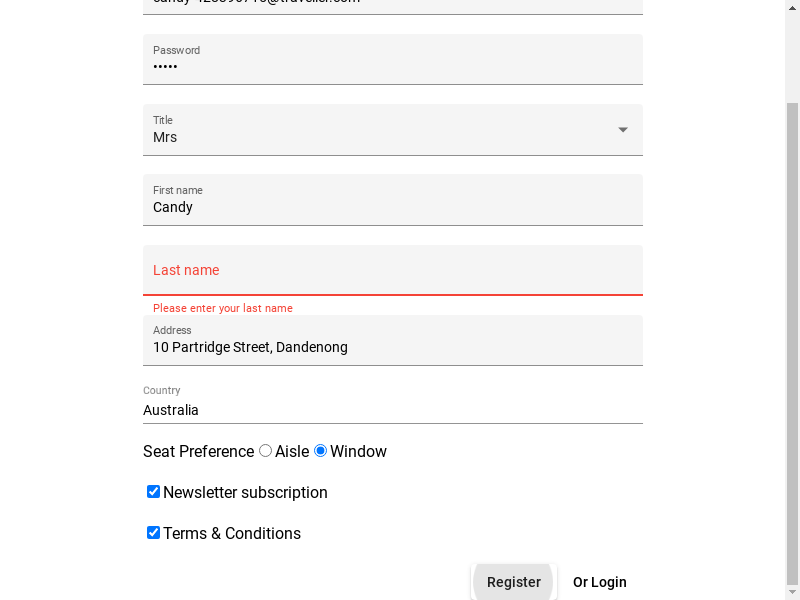 Password
•••••
Title
Mrs
First name
Candy
Last name
Please enter your last name
Address
10 Partridge Street, Dandenong
Country
Australia
Seat Preference Aisle Window
Newsletter subscription
Terms & Conditions
Register Or Login